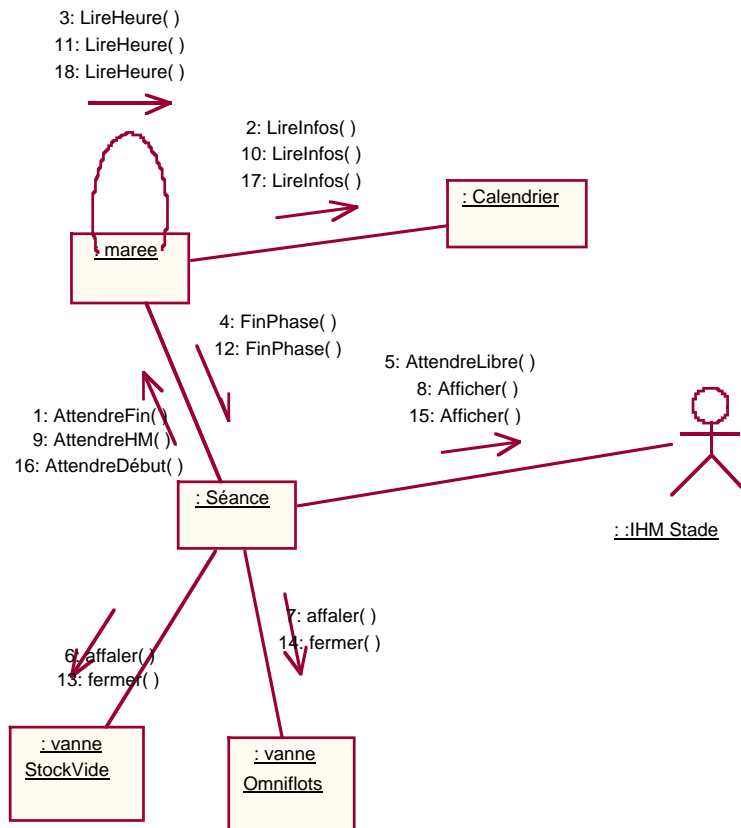 3: LireHeure( )
11: LireHeure( )
18: LireHeure( )
2: LireInfos( )
10: LireInfos( )
17: LireInfos( )
: Calendrier
: maree
4: FinPhase( )
12: FinPhase( )
5: AttendreLibre( )
8: Afficher( )
15: Afficher( )
1: AttendreFin( )
9: AttendreHM( )
16: AttendreDébut( )
: Séance
: :IHM Stade
7: affaler( )
14: fermer( )
6: affaler( )
13: fermer( )
: vanne
StockVide
: vanne
Omniflots